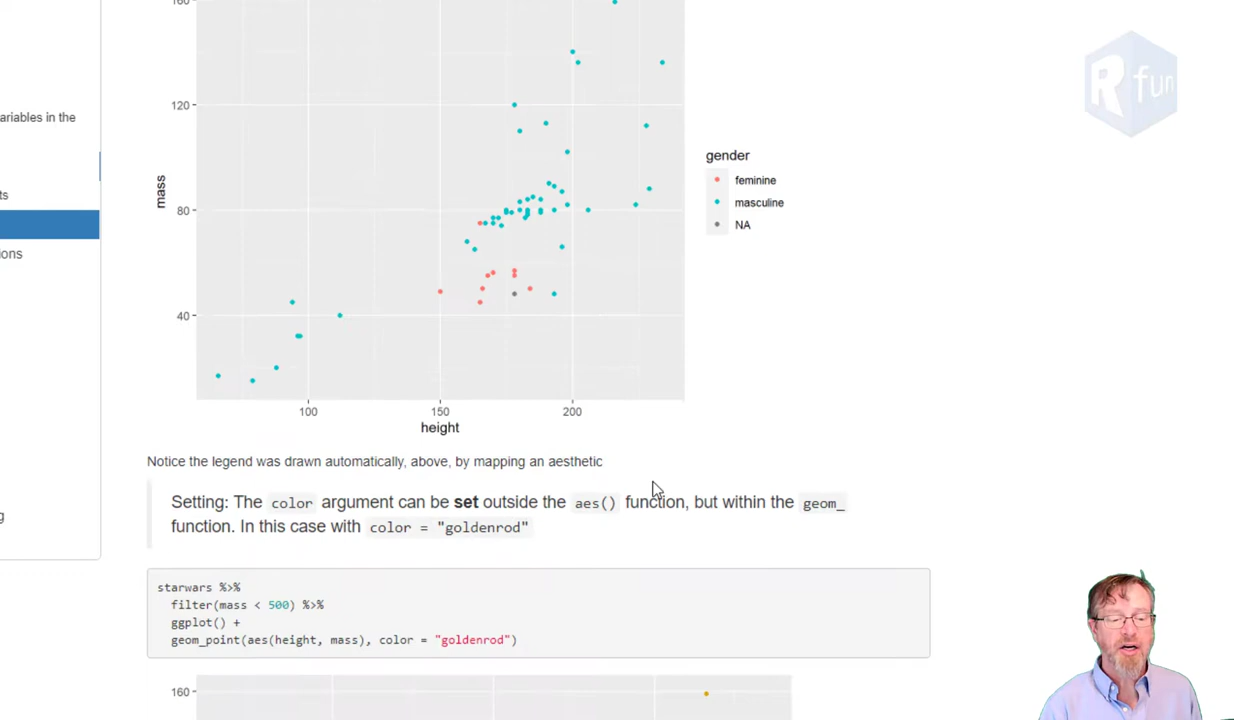 160
ariables in the
R fun
120
gender
feminine
mass
ts
masculine
80
NA
ions
40
100
150
200
height
Notice the legend was drawn automatically, above, by mapping an aesthetic
Setting: The color argument can be set outside the aes() function, but within the geom_
g
function. In this case with color = "goldenrod"
starwars %>%
filter(mass < 500) %>%
ggplot() +
geom_point(aes(height, mass), color = "goldenrod")
160